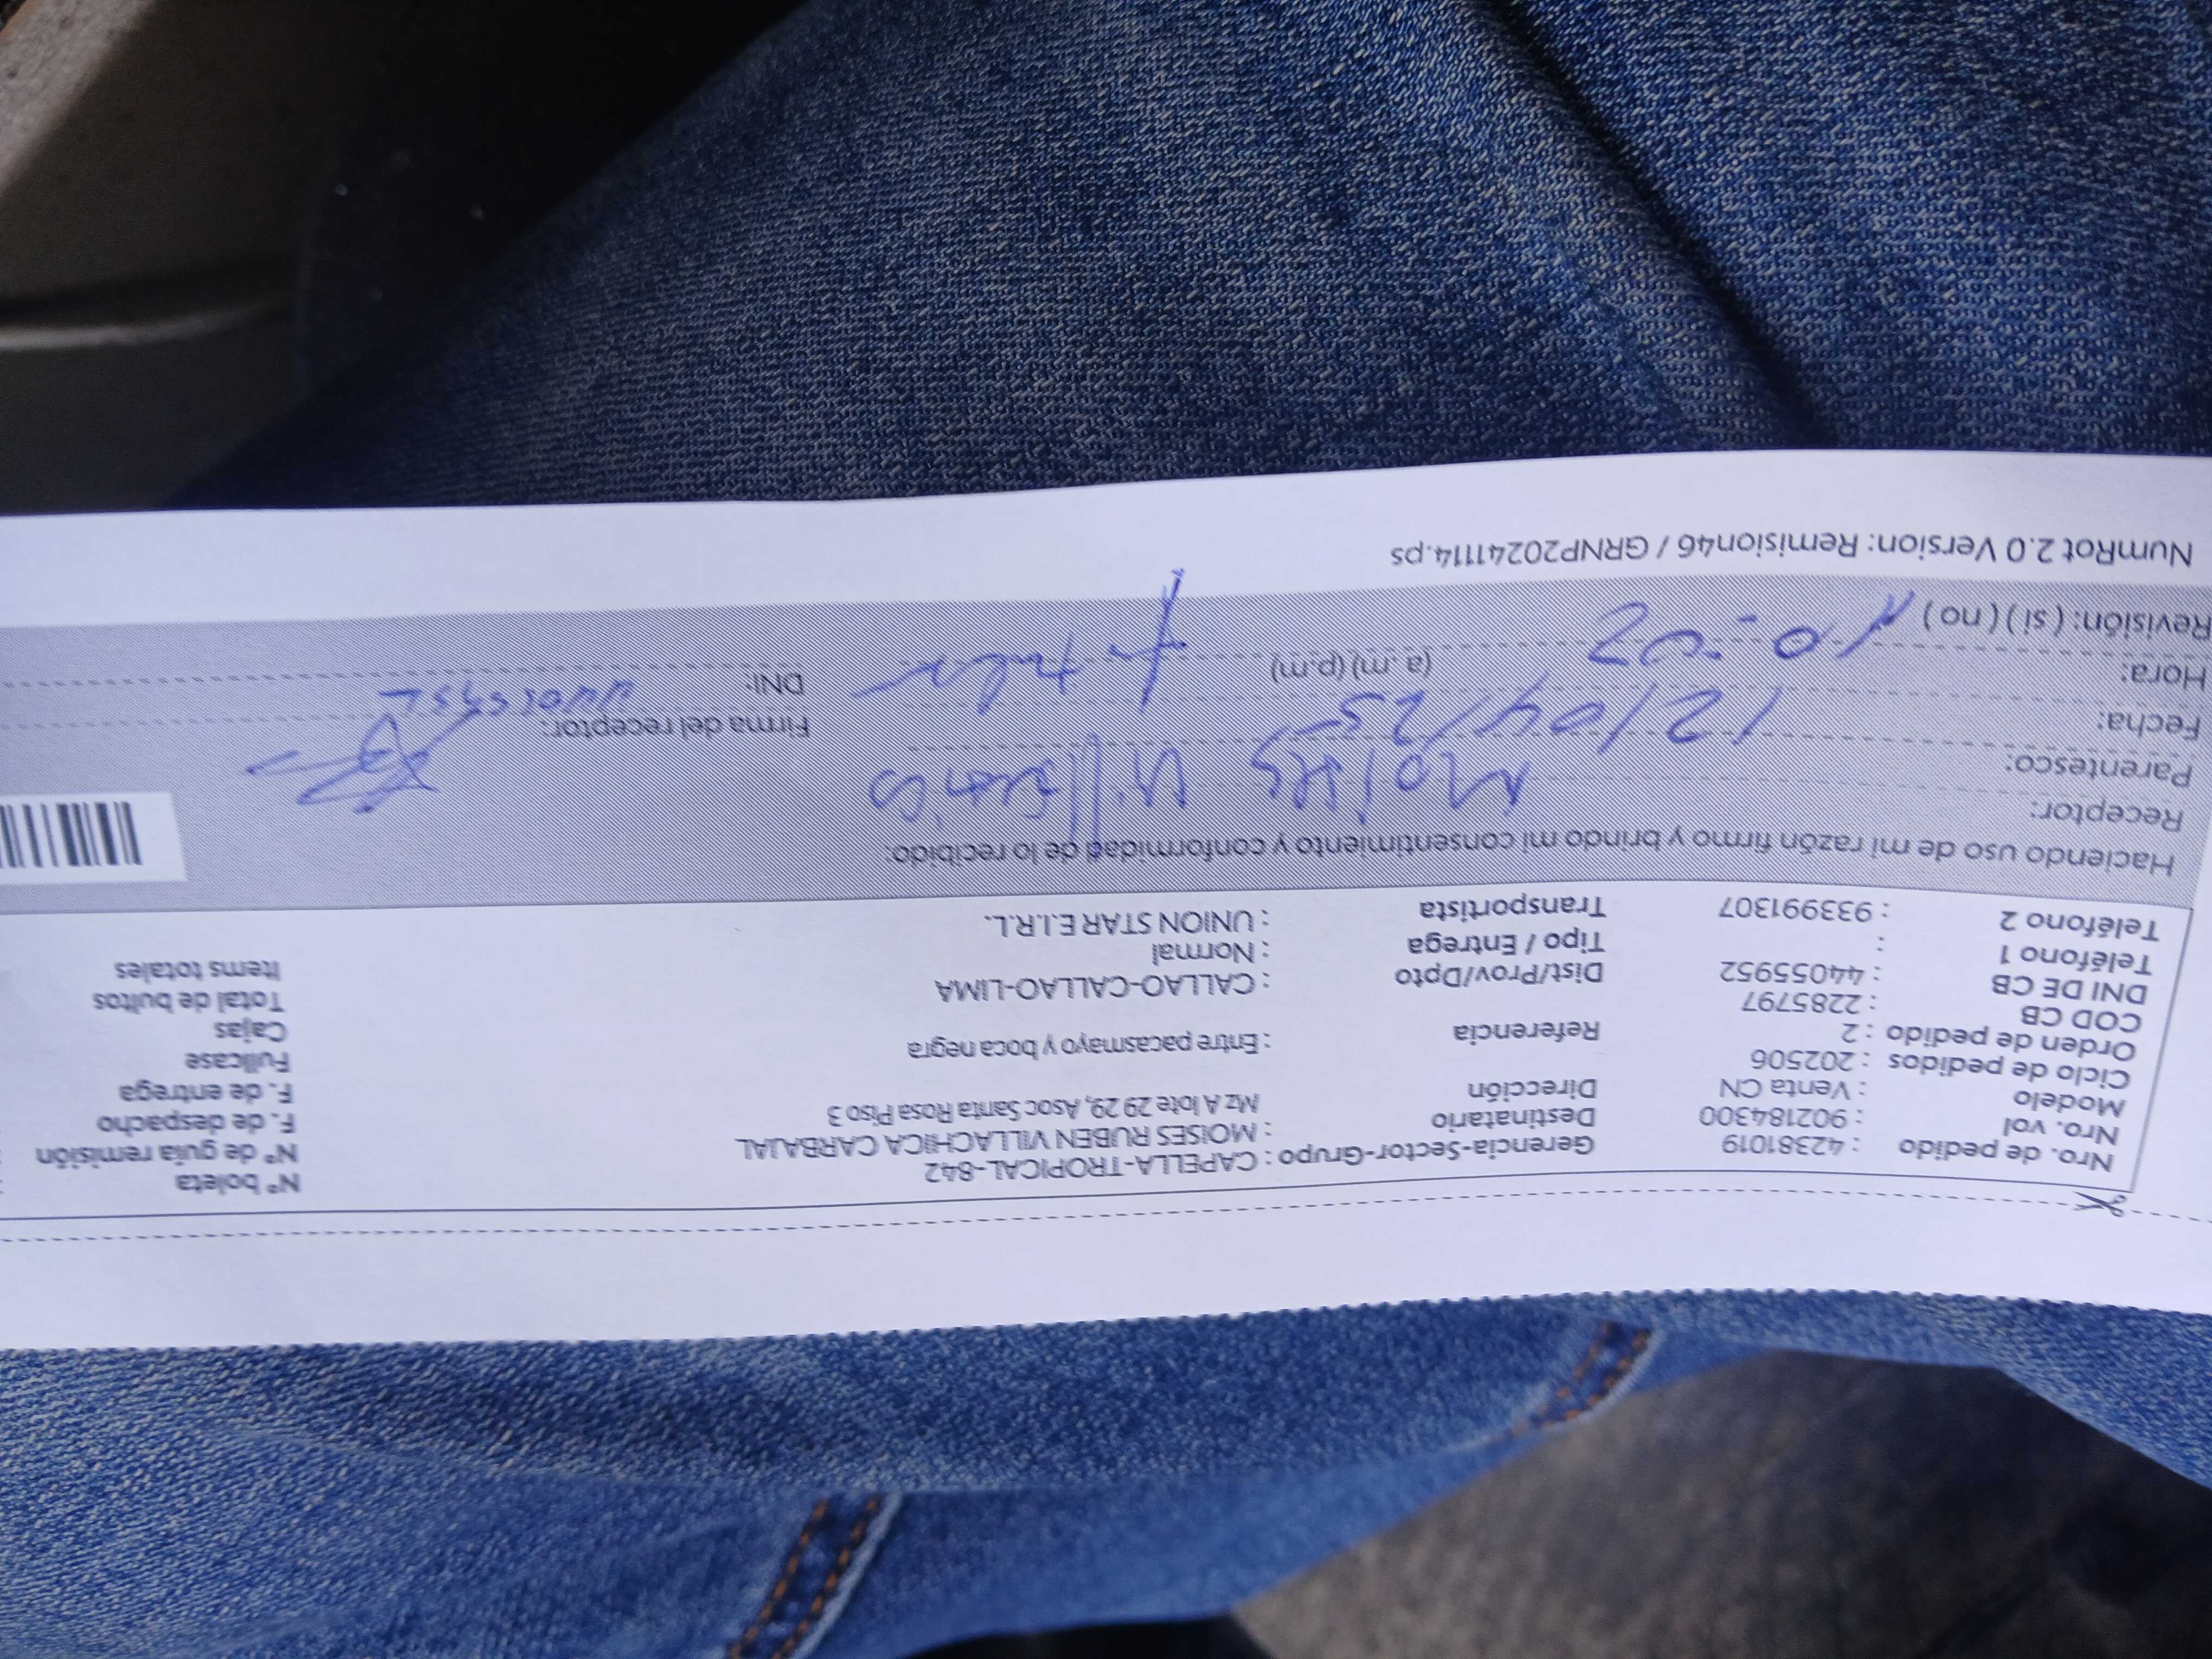 Nro. de pedido : 42381019 Gerencia-Sector-Grupo : CAPELLA-TROPICAL-842 N° boleta
Nro. vol : 902184300 Destinatario : MOISES RUBEN VILLACHICA CARBAJAL N° de guía remisión
Modelo : Venta CN Dirección Mz A lote 29 29, Asoc Santa Rosa Piso 3 F. de despacho
Ciclo de pedidos : 202506 F. de entrega
Orden de pedido : 2 Referencia : Entre pacasmayo y boca negra Fullcase
COD CB : 2285797 Cajas
DNI DE CB : 44055952 Dist/Prov/Dpto : CALLAO-CALLAO-LIMA Total de bultos
Teléfono 1 : Tipo / Entrega : Normal Items totales
Teléfono 2 : 933991307 Transportista : UNION STAR E.I.R.L.
Haciendo uso de mi razón firmo y brindo mi consentimiento y conformidad de lo recibido:
Receptor: Moises
Parentesco:
Fecha: 12/04/25 Firma del receptor:
Hora: 10:02 (a.m) (p.m) DNI:
Revisión: ( si ) ( no )
NumRot 2.0 Version: Remision46 / GRNP20241114.ps